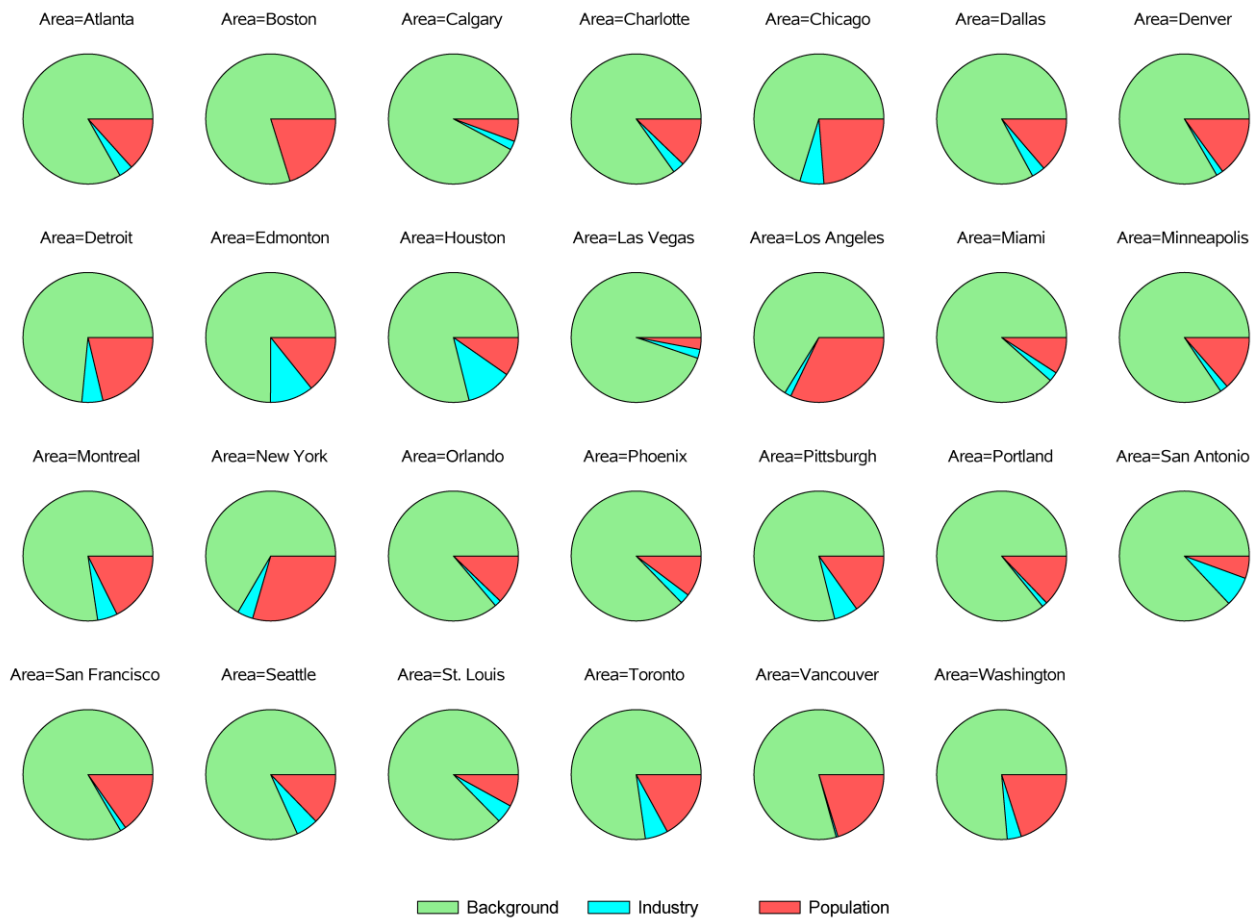 Area=Atlanta Area=Boston Area=Calgary Area=Charlotte Area=Chicago Area=Dallas Area=Denver
Area=Detroit Area=Edmonton Area=Houston Area=Las Vegas Area=Los Angeles Area=Miami Area=Minneapolis
Area=Montreal Area=New York Area=Orlando Area=Phoenix Area=Pittsburgh Area=Portland Area=San Antonio
Area=San Francisco Area=Seattle Area=St. Louis Area=Toronto Area=Vancouver Area=Washington
Background Industry Population